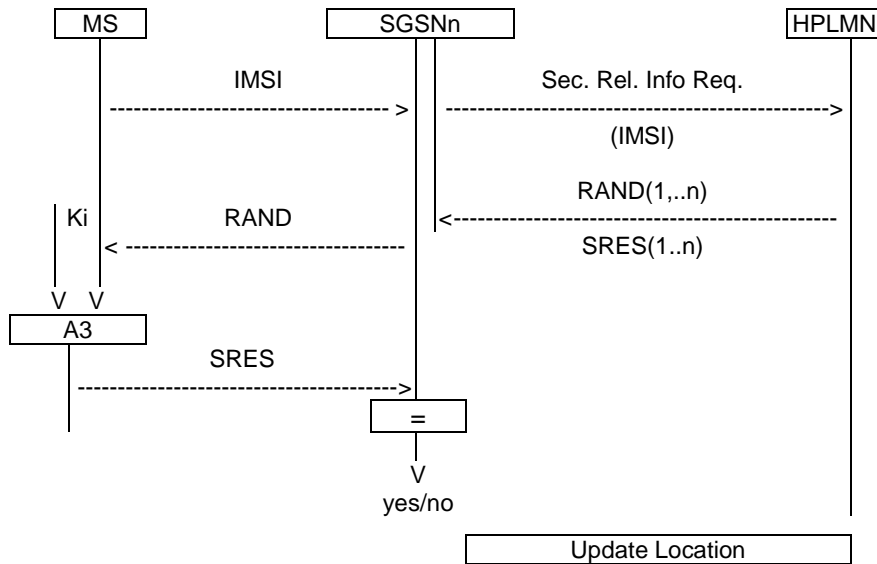 MS SGSNn HPLMN
IMSI Sec. Rel. Info Req.
--------------------------------------- > ------------------------------------------------------- >
(IMSI)
RAND(1,..n)
Ki RAND <-------------------------------------------------------
< --------------------------------------- SRES(1..n)
V V
A3
SRES
--------------------------------------------->
=
V
yes/no
Update Location